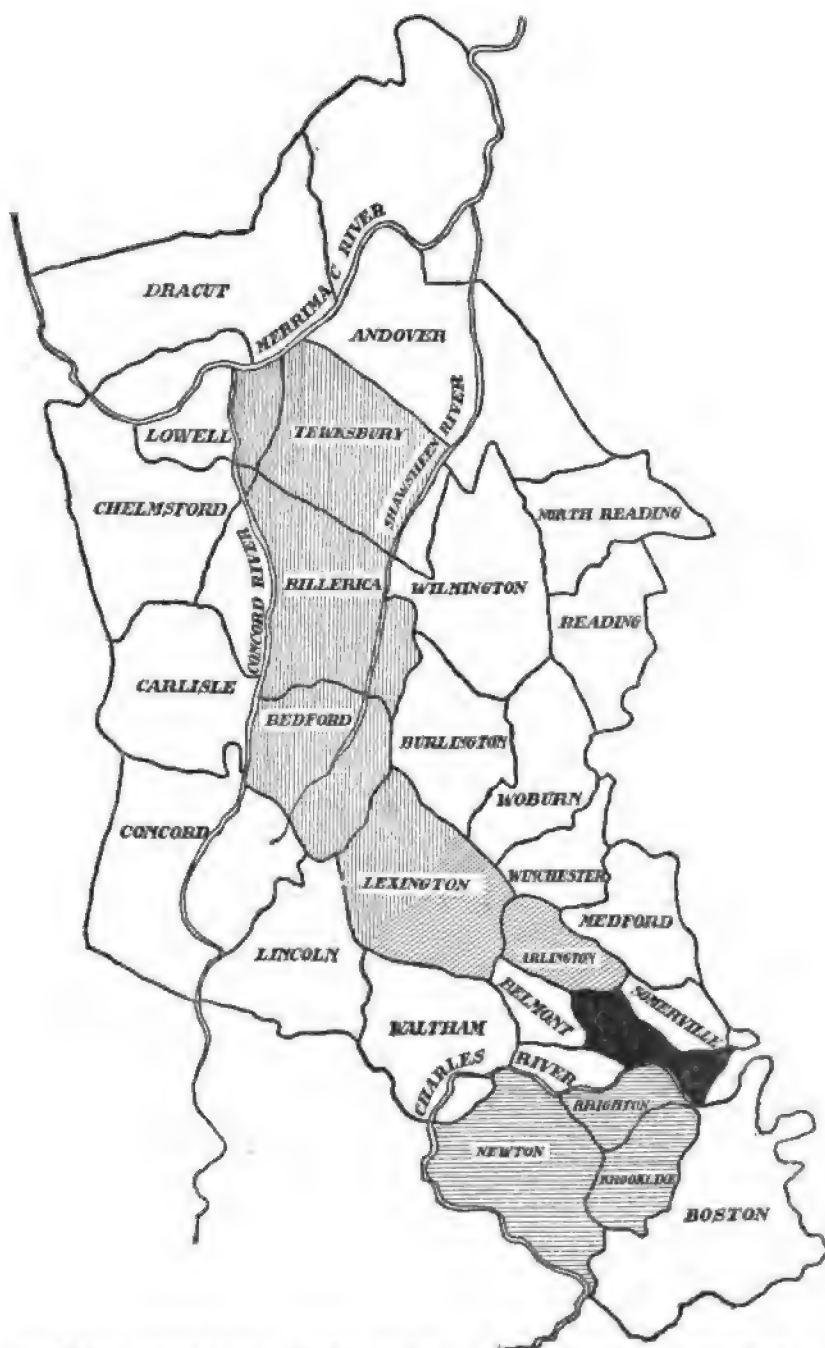 DRACUT
MERRIMAC RIVER
ANDOVER
LOWELL
TEWKSBURY
SHAWSHEEN RIVER
CHELMSFORD
NORTH READING
CONCORD RIVER
BILLERICA
WILMINGTON
READING
CARLISLE
BEDFORD
BURLINGTON
WOBURN
CONCORD
LEXINGTON
WINCHESTER
MEDFORD
LINCOLN
ARLINGTON
BELMONT
SOMERVILLE
WALTHAM
CHARLES RIVER
BRIGHTON
NEWTON
BROOKLINE
BOSTON